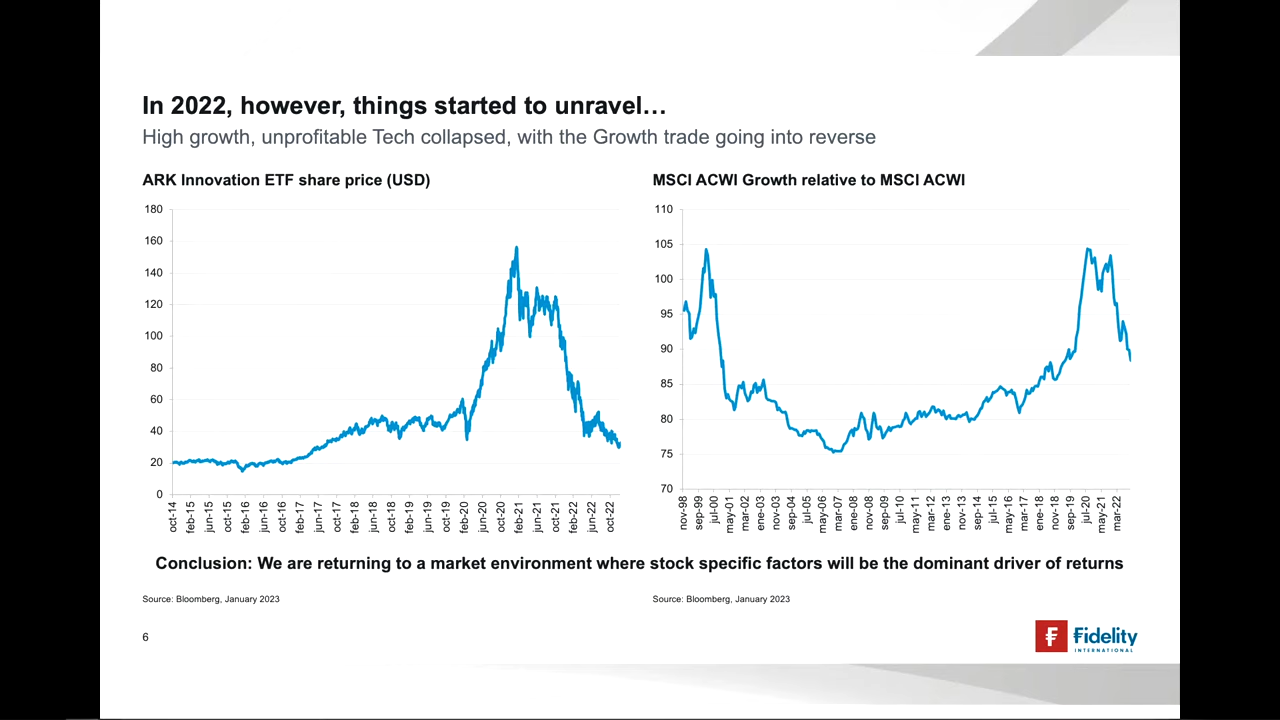 In 2022, however, things started to unravel…
High growth, unprofitable Tech collapsed, with the Growth trade going into reverse
ARK Innovation ETF share price (USD)
180
160
140
120
100
80
60
40
20
0
oct-14
feb-15
jun-15
oct-15
feb-16
jun-16
oct-16
feb-17
jun-17
oct-17
feb-18
jun-18
oct-18
feb-19
jun-19
oct-19
feb-20
jun-20
oct-20
feb-21
jun-21
oct-21
feb-22
jun-22
oct-22
MSCI ACWI Growth relative to MSCI ACWI
110
105
100
95
90
85
80
75
70
nov-98
sep-99
jul-00
may-01
mar-02
ene-03
nov-03
sep-04
jul-05
may-06
mar-07
ene-08
nov-08
sep-09
jul-10
may-11
mar-12
ene-13
nov-13
sep-14
jul-15
may-16
mar-17
ene-18
nov-18
sep-19
jul-20
may-21
mar-22
Conclusion: We are returning to a market environment where stock specific factors will be the dominant driver of returns
Source: Bloomberg, January 2023
Source: Bloomberg, January 2023
6
Fidelity
INTERNATIONAL